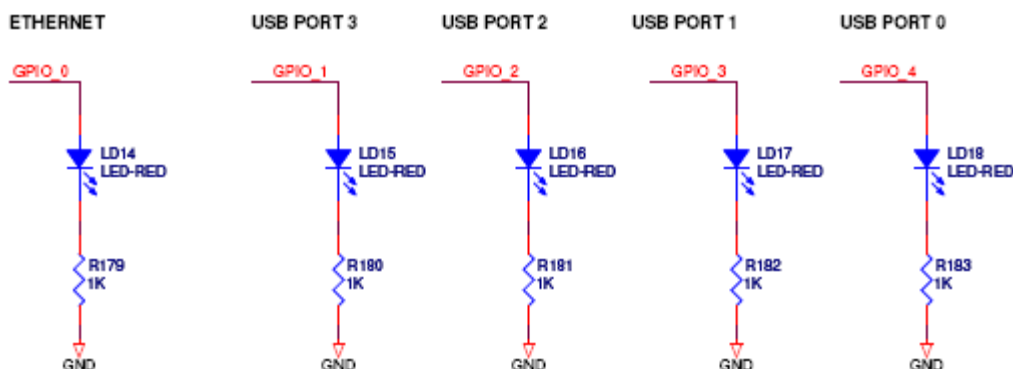 ETHERNET
USB PORT 3
USB PORT 2
USB PORT 1
USB PORT 0
GPIO_0
GPIO_1
GPIO_2
GPIO_3
GPIO_4
LD14
LED-RED
LD15
LED-RED
LD16
LED-RED
LD17
LED-RED
LD18
LED-RED
R179
1K
R180
1K
R181
1K
R182
1K
R183
1K
GND
GND
GND
GND
GND